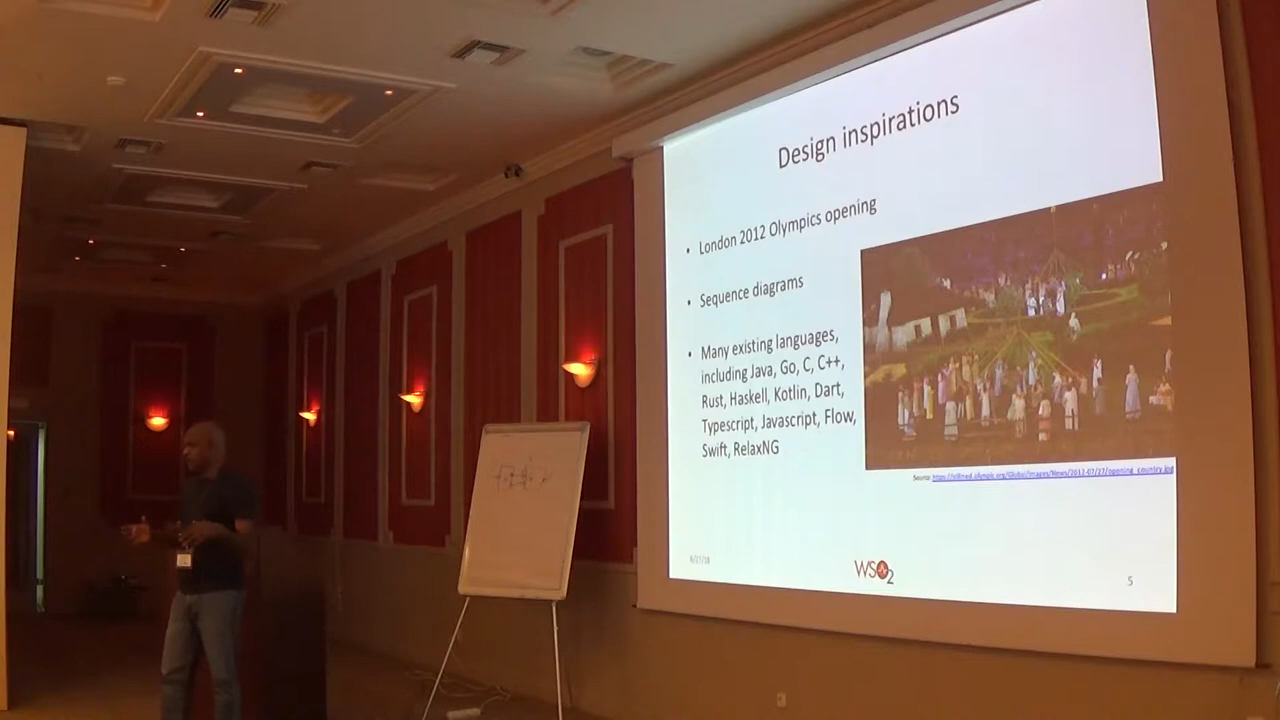 Design inspirations
• London 2012 Olympics opening
• Sequence diagrams
• Many existing languages,
including Java, Go, C, C++,
Rust, Haskell, Kotlin, Dart,
Typescript, Javascript, Flow,
Swift, RelaxNG
Source:
WSO2
5